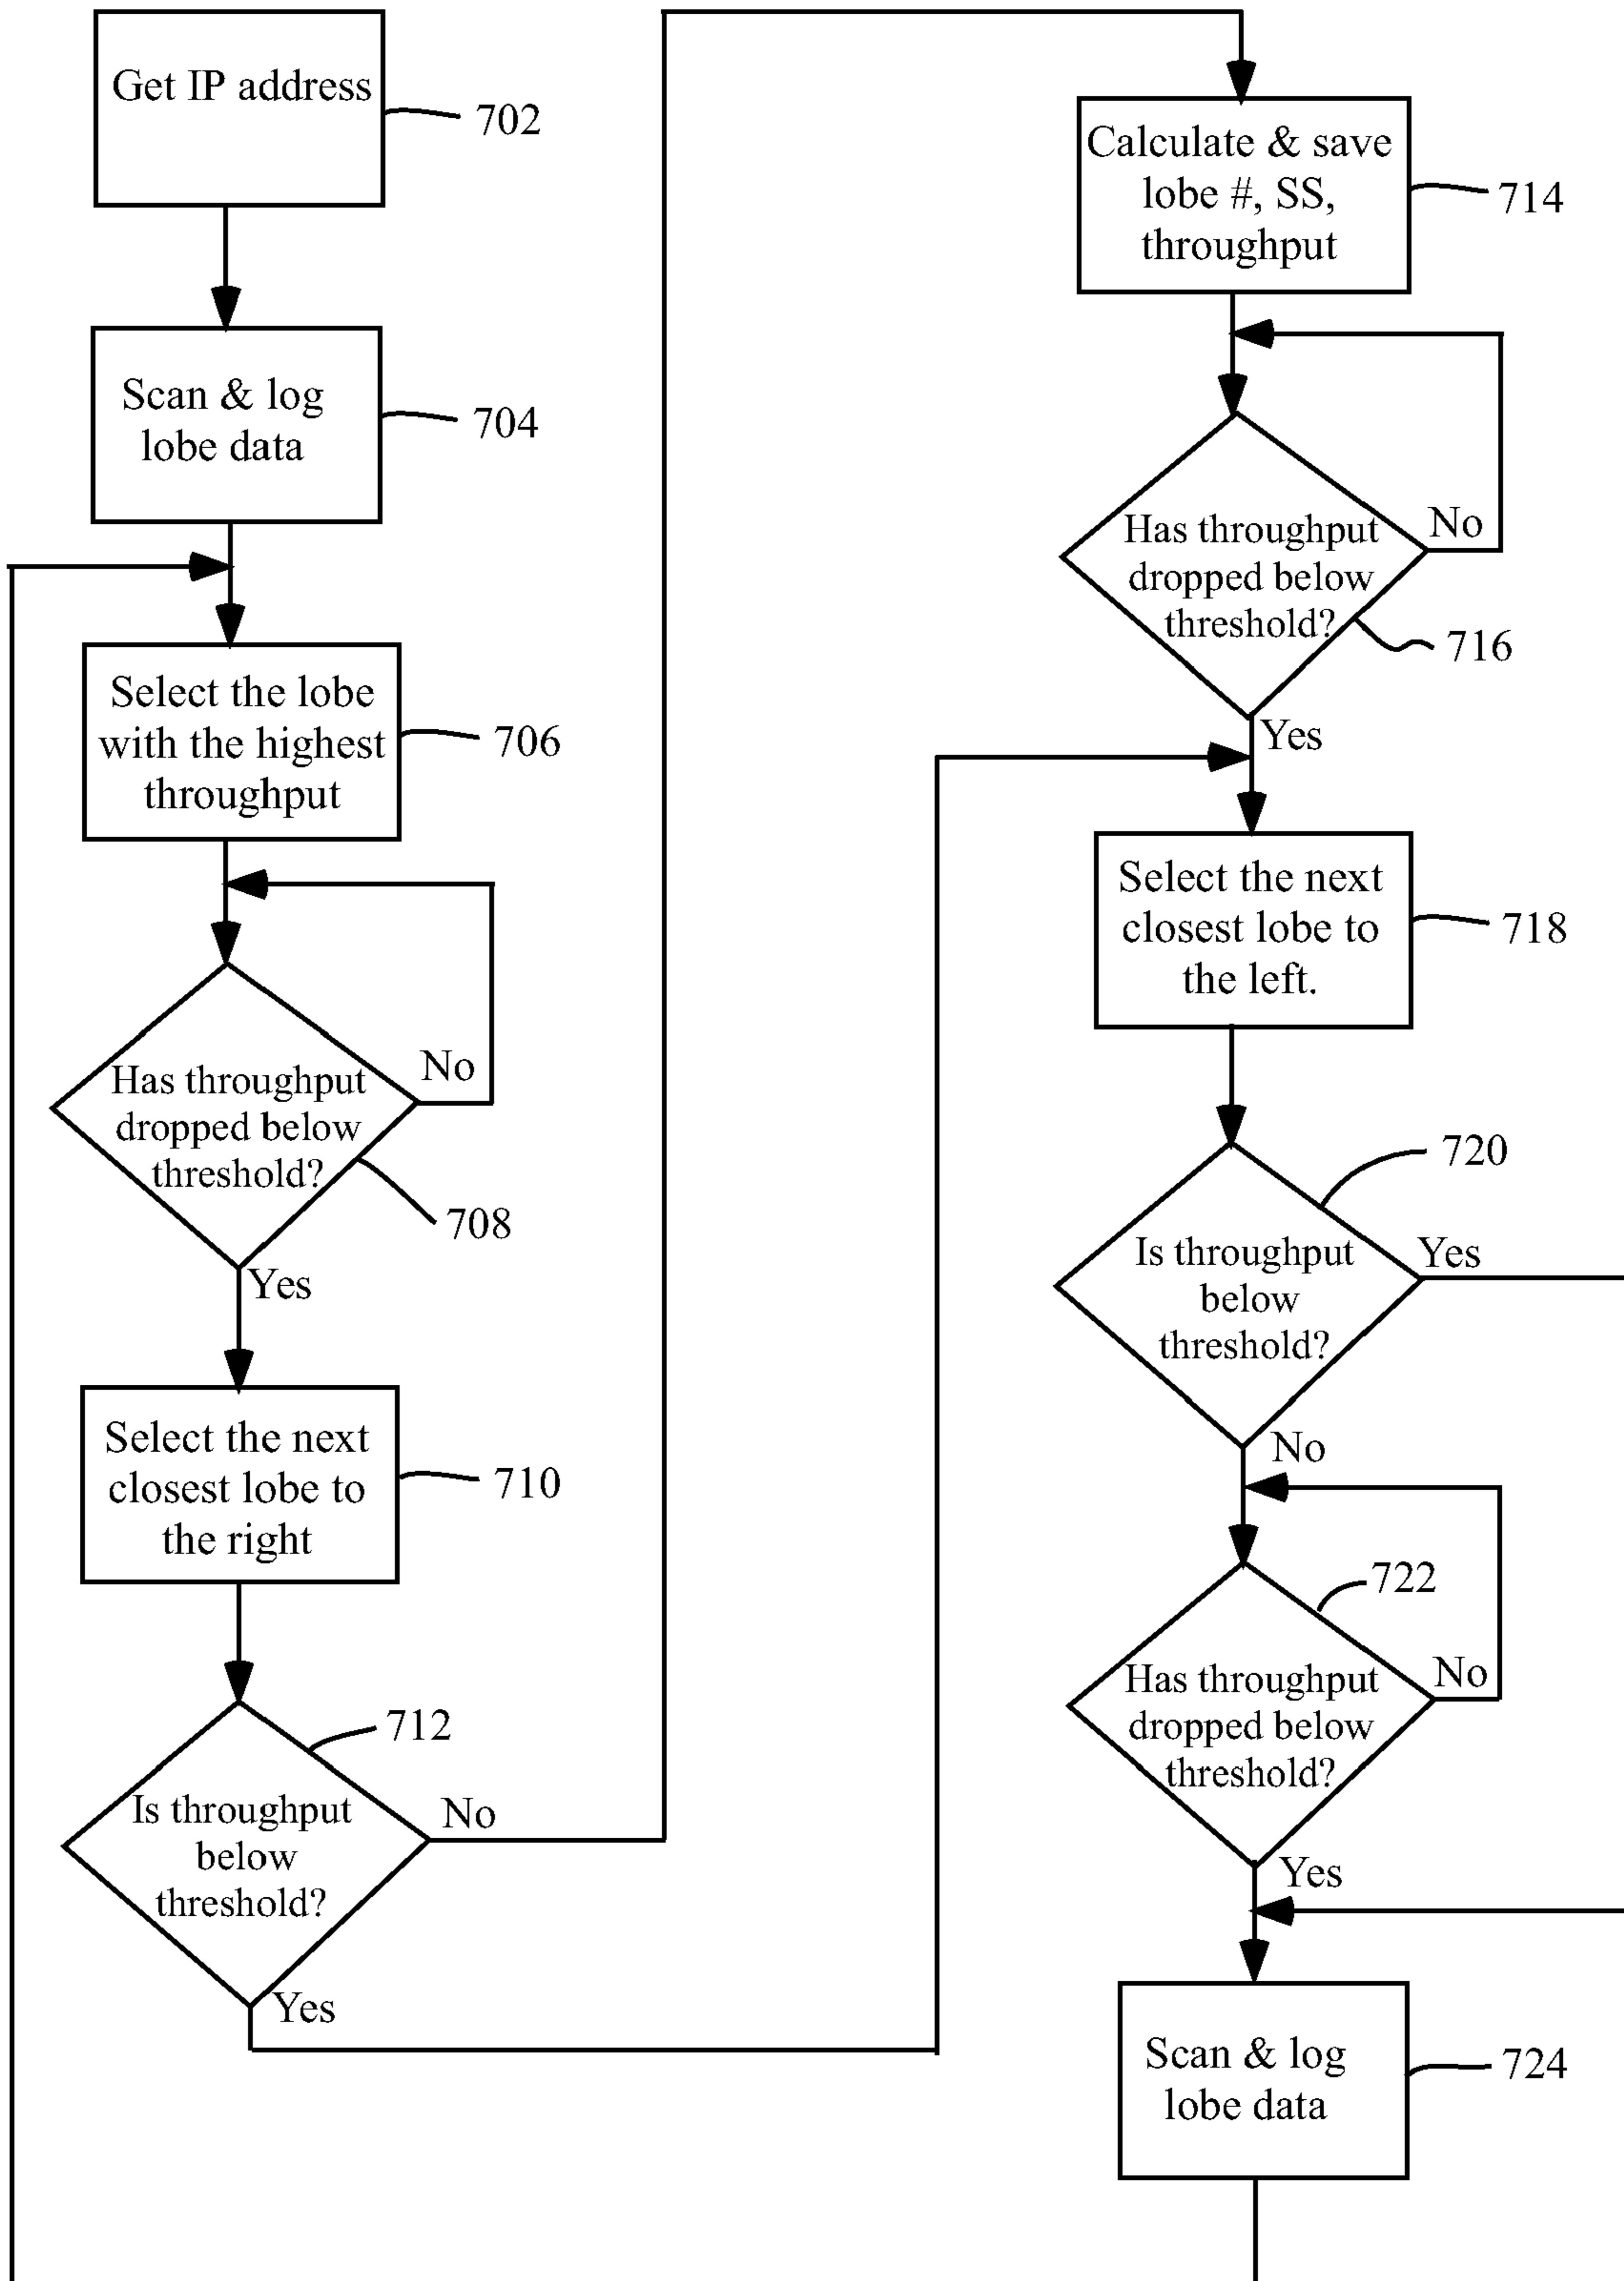 Get IP address
702
Scan & log
lobe data
704
Select the lobe
with the highest
throughput
706
No
Has throughput
dropped below
threshold?
708
Yes
Select the next
closest lobe to
the right
710
712
Is throughput
below
threshold?
No
Yes
Calculate & save
lobe #, SS,
throughput
714
No
Has throughput
dropped below
threshold?
716
Yes
Select the next
closest lobe to
the left.
718
720
Is throughput
below
threshold?
Yes
No
722
Has throughput
dropped below
threshold?
No
Yes
Scan & log
lobe data
724